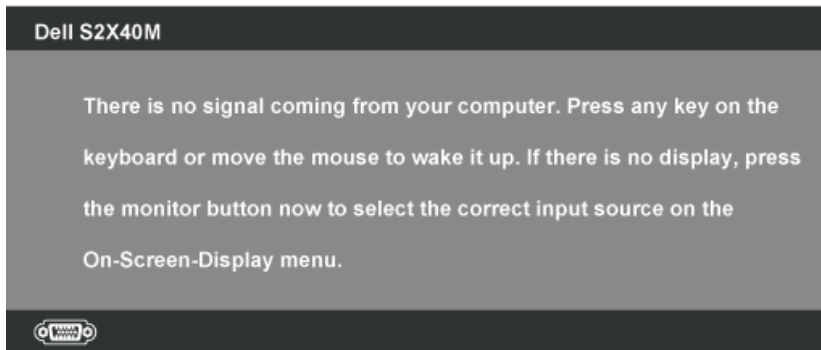 Dell S2X40M
There is no signal coming from your computer. Press any key on the
keyboard or move the mouse to wake it up. If there is no display, press
the monitor button now to select the correct input source on the
On-Screen-Display menu.